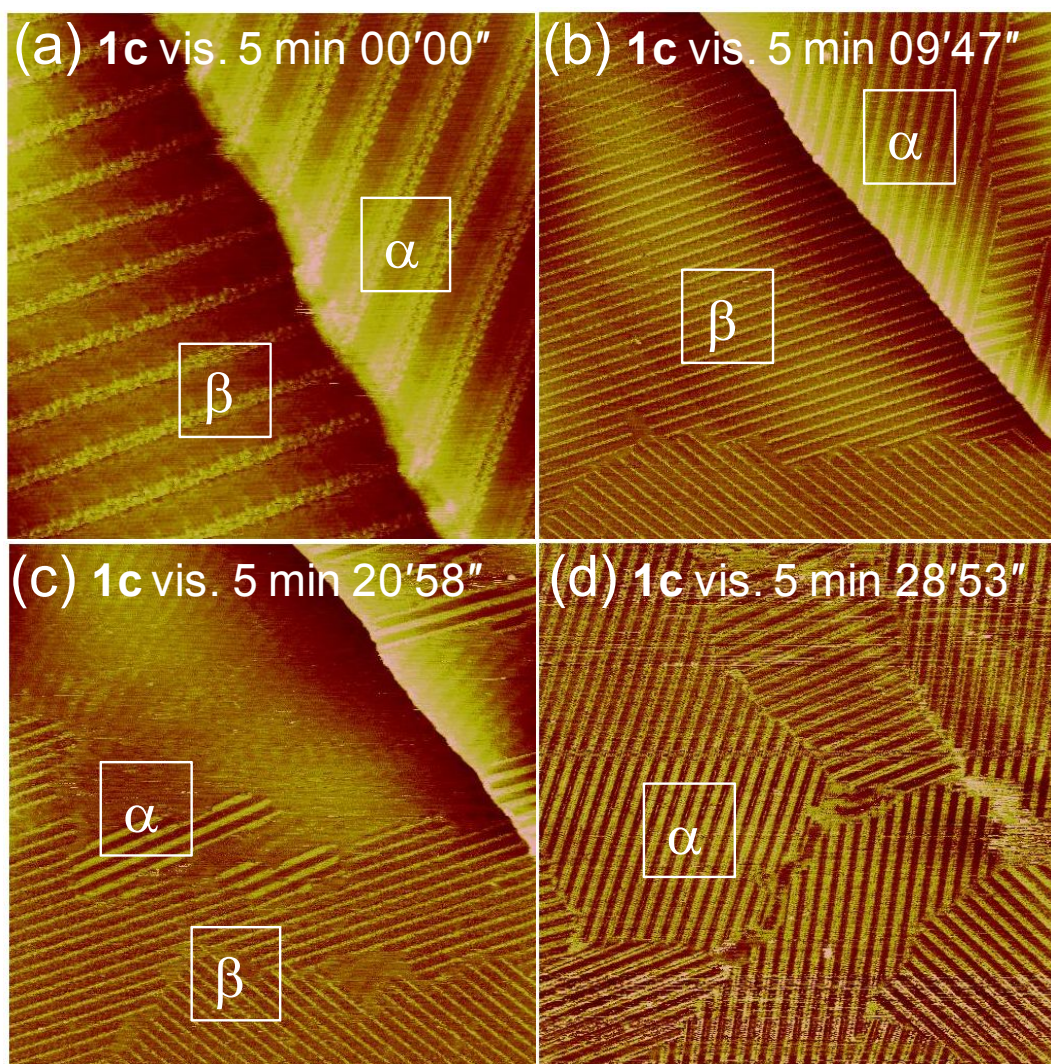 (a) 1c vis. 5 min 00′00″
α
β
(b) 1c vis. 5 min 09′47″
α
β
(c) 1c vis. 5 min 20′58″
α
β
(d) 1c vis. 5 min 28′53″
α